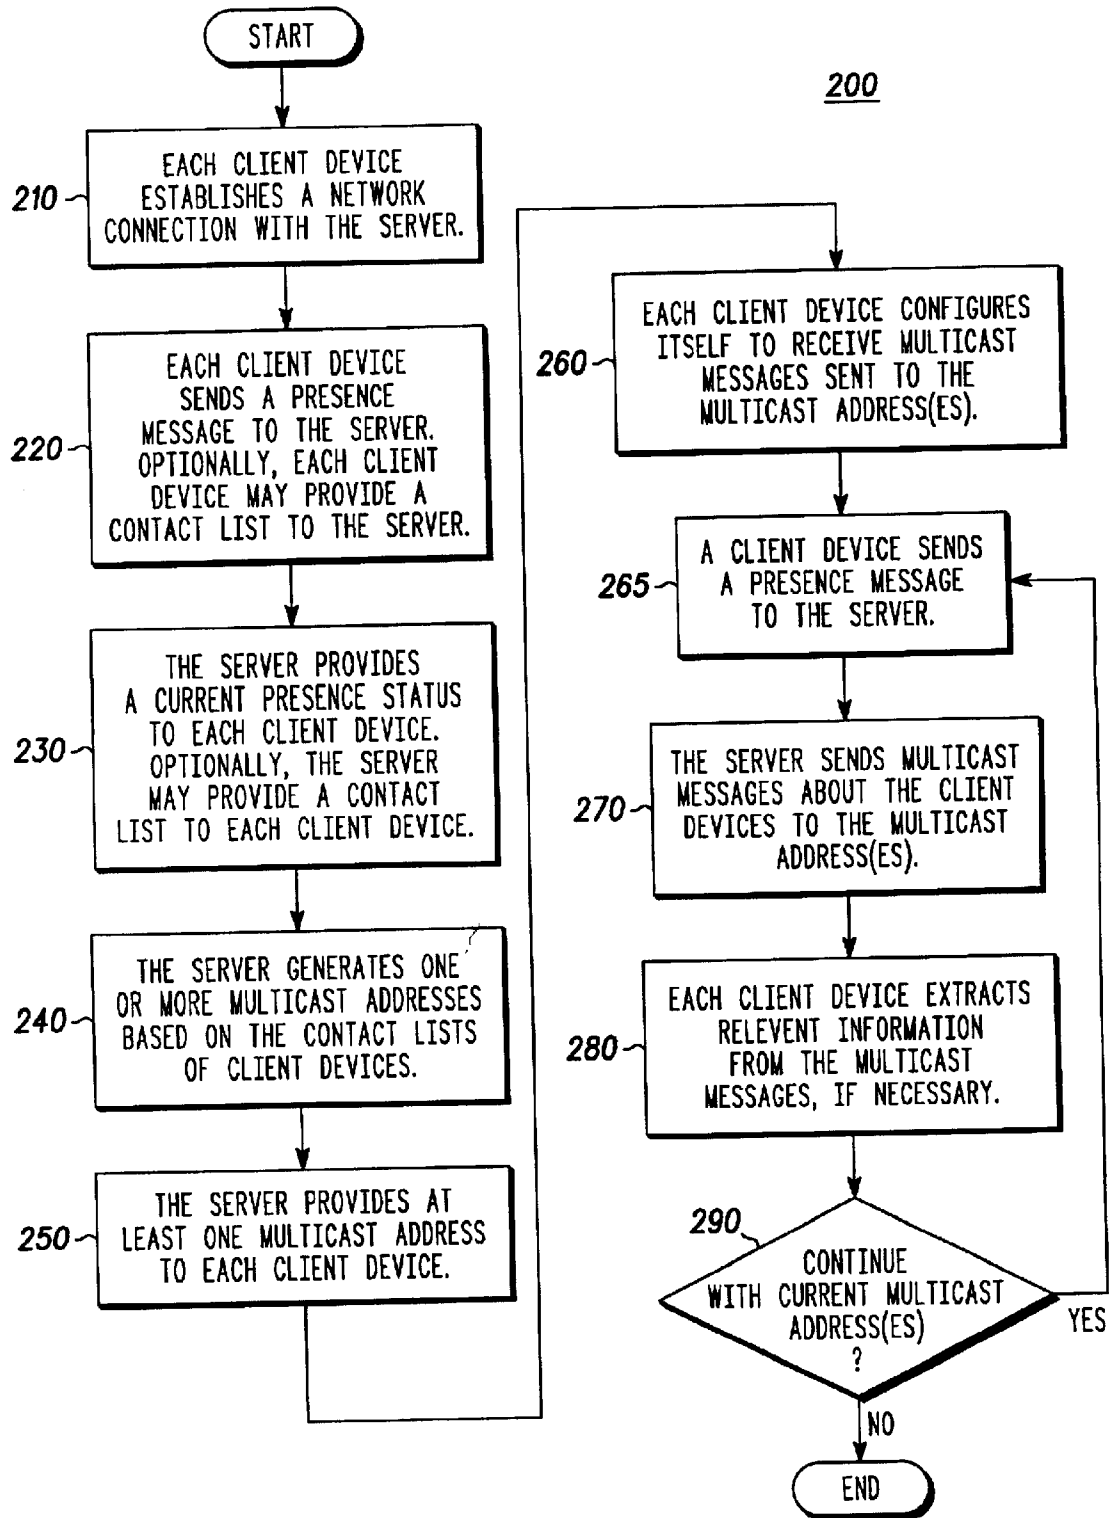 START
200
210
EACH CLIENT DEVICE
ESTABLISHES A NETWORK
CONNECTION WITH THE SERVER.
220
EACH CLIENT DEVICE
SENDS A PRESENCE
MESSAGE TO THE SERVER.
OPTIONALLY, EACH CLIENT
DEVICE MAY PROVIDE A
CONTACT LIST TO THE SERVER.
230
THE SERVER PROVIDES
A CURRENT PRESENCE STATUS
TO EACH CLIENT DEVICE.
OPTIONALLY, THE SERVER
MAY PROVIDE A CONTACT
LIST TO EACH CLIENT DEVICE.
240
THE SERVER GENERATES ONE
OR MORE MULTICAST ADDRESSES
BASED ON THE CONTACT LISTS
OF CLIENT DEVICES.
250
THE SERVER PROVIDES AT
LEAST ONE MULTICAST ADDRESS
TO EACH CLIENT DEVICE.
260
EACH CLIENT DEVICE CONFIGURES
ITSELF TO RECEIVE MULTICAST
MESSAGES SENT TO THE
MULTICAST ADDRESS(ES).
265
A CLIENT DEVICE SENDS
A PRESENCE MESSAGE
TO THE SERVER.
270
THE SERVER SENDS MULTICAST
MESSAGES ABOUT THE CLIENT
DEVICES TO THE MULTICAST
ADDRESS(ES).
280
EACH CLIENT DEVICE EXTRACTS
RELEVENT INFORMATION
FROM THE MULTICAST
MESSAGES, IF NECESSARY.
290
CONTINUE
WITH CURRENT MULTICAST
ADDRESS(ES)
?
YES
NO
END